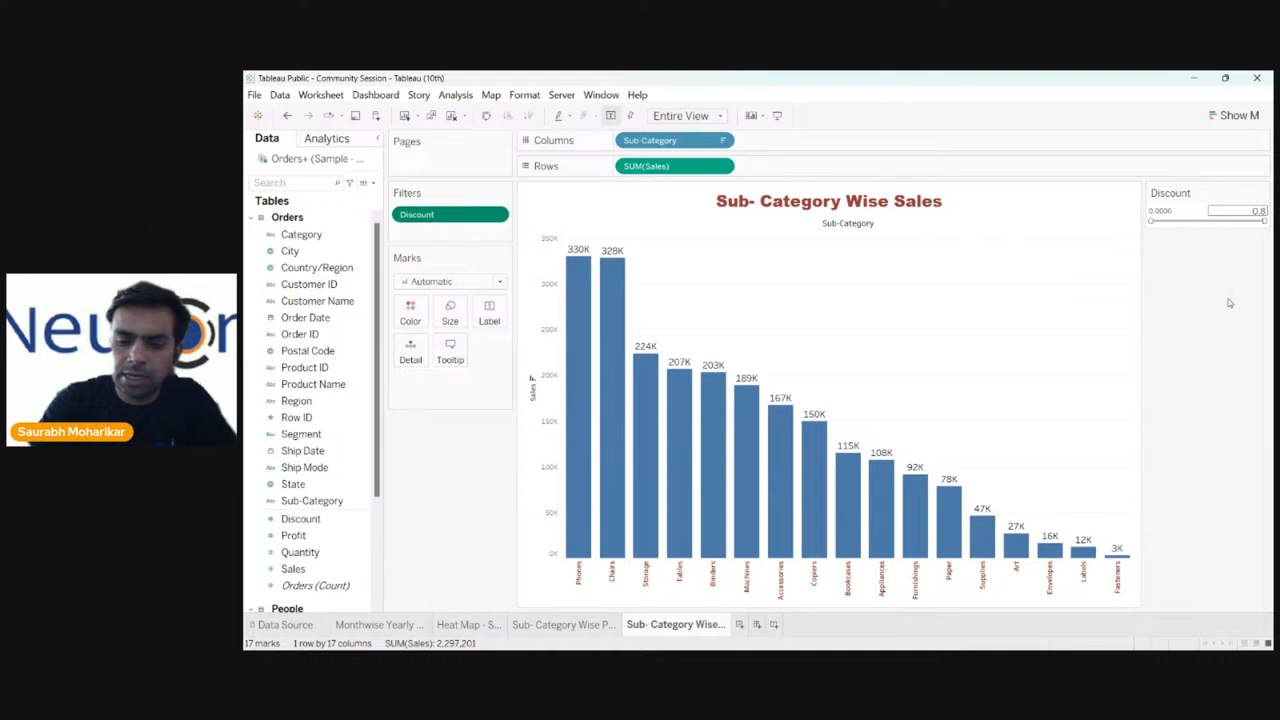 Tableau Public - Community Session - Tableau (10th)
File Data Worksheet Dashboard Story Analysis Map Format Server Window Help
Entire View
Show M
Data Analytics
Pages
Columns
Sub-Category
Orders+ (Sample - ...
Rows
SUM(Sales)
Search
Filters
Discount
Tables
Orders
Category
City
Country/Region
Customer ID
Customer Name
Order Date
Order ID
Postal Code
Product ID
Product Name
Region
Row ID
Segment
Ship Date
Ship Mode
State
Sub-Category
Discount
Profit
Quantity
Sales
Orders (Count)
People
Marks
Automatic
Color Size Label
Detail Tooltip
Sub- Category Wise Sales
Sub-Category
Sales
350K
300K
250K
200K
150K
100K
50K
0K
330K 328K 224K 207K 203K 189K 167K 150K 115K 108K 92K 78K 47K 27K 16K 12K 3K
Phones Chairs Storage Tables Binders Machines Accessories Copiers Bookcases Appliances Furnishings Paper Supplies Art Envelopes Labels Fasteners
Discount
0.0000 0.8
Saurabh Moharikar
Data Source Monthwise Yearly ... Heat Map - S... Sub- Category Wise P... Sub- Category Wise...
17 marks 1 row by 17 columns SUM(Sales): 2,297,201